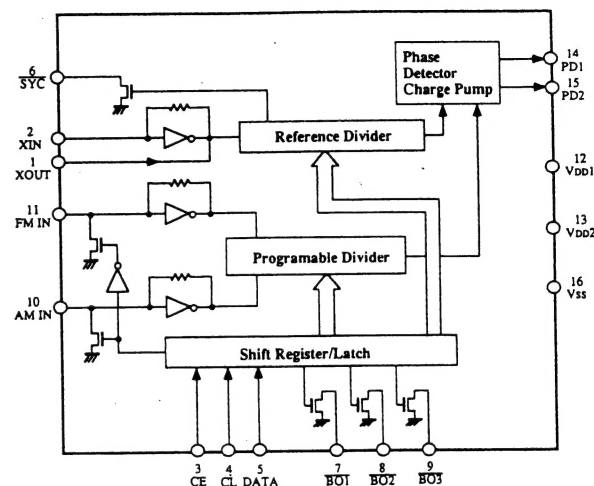 6
SYC
2
XIN
1
XOUT
11
FM IN
10
AM IN
Phase
Detector
Charge Pump
Reference Divider
Programable Divider
Shift Register/Latch
14
PD1
15
PD2
12
VDD1
13
VDD2
16
VSS
3
CE
4
CL
5
DATA
7
BO1
8
BO2
9
BO3